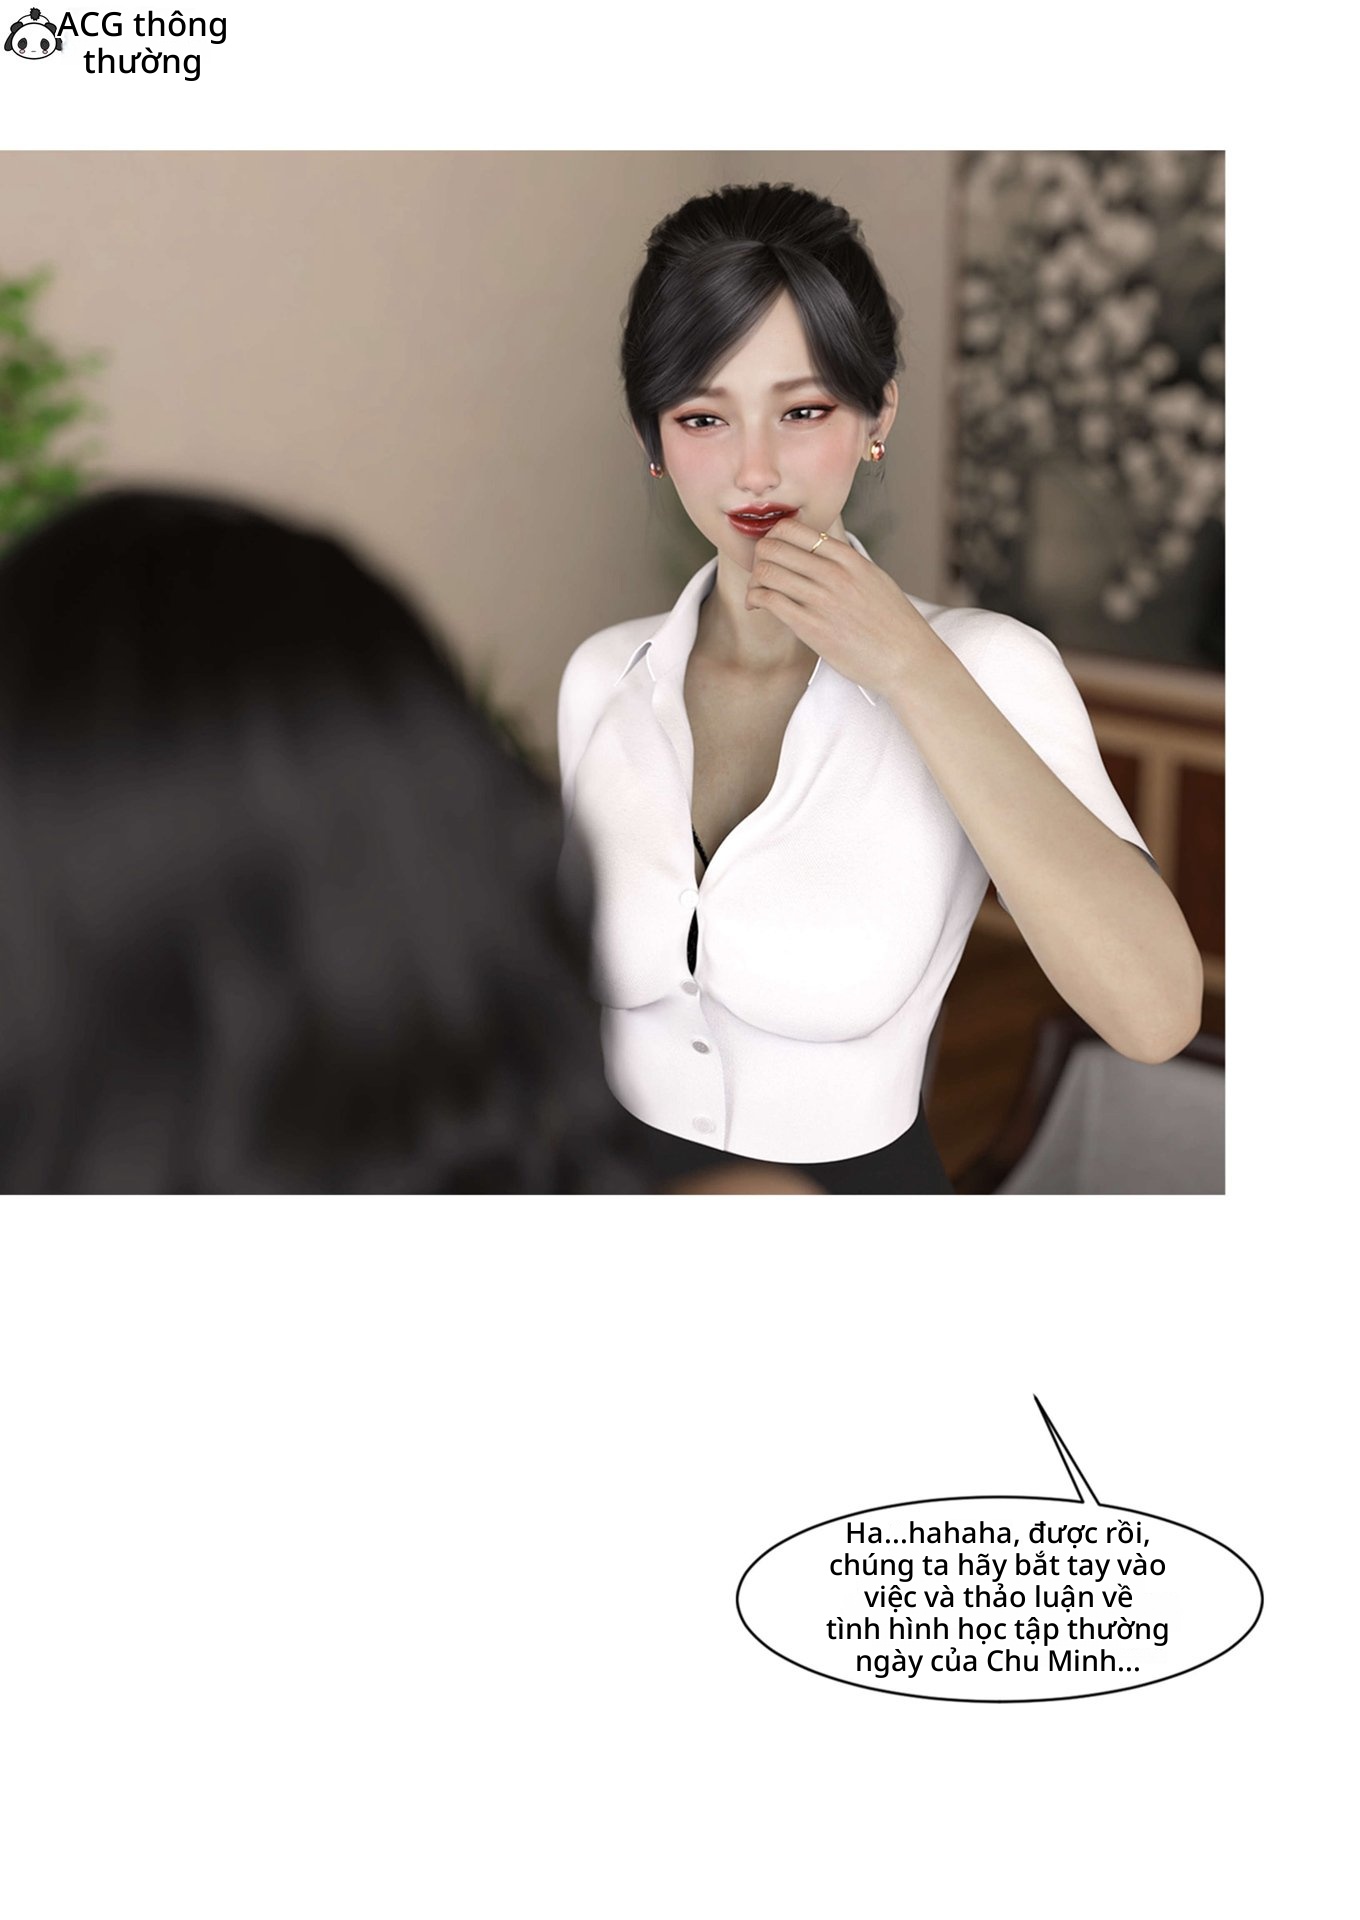 ACG thông
thường
Ha...hahaha, được rồi,
chúng ta hãy bắt tay vào
việc và thảo luận về
tình hình học tập thường
ngày của Chu Minh...